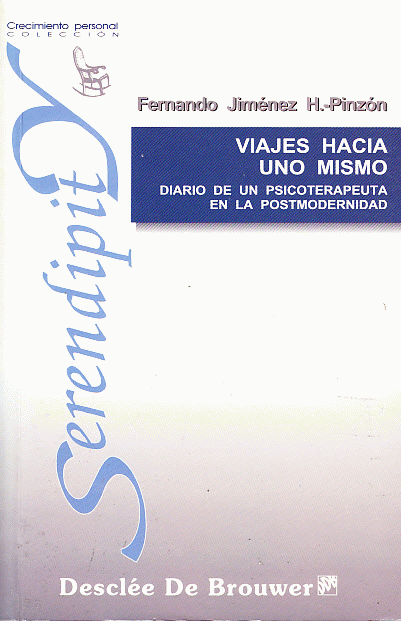 Crecimiento personal
COLECCIÓN
Serendipity
Fernando Jiménez H.-Pinzón
VIAJES HACIA
UNO MISMO
DIARIO DE UN PSICOTERAPEUTA
EN LA POSTMODERNIDAD
Desclée De Brouwer